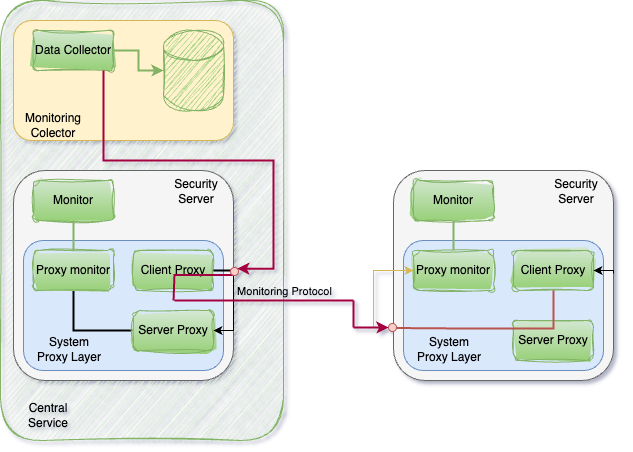 Data Collector
Monitoring
Colector
Security
Server
Monitor
Proxy monitor
Client Proxy
Server Proxy
System
Proxy Layer
Central
Service
Monitoring Protocol
Security
Server
Monitor
Proxy monitor
Client Proxy
Server Proxy
System
Proxy Layer